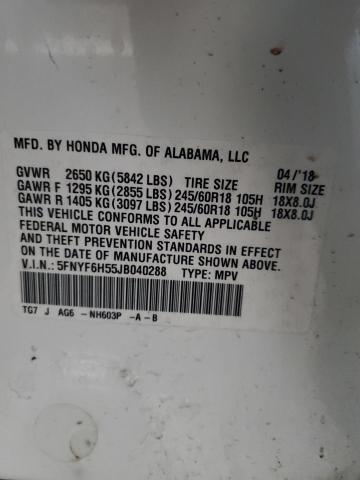 MFD. BY HONDA MFG. OF ALABAMA, LLC
04 /'18
GVWR 2650 KG (5842 LBS) TIRE SIZE RIM SIZE
GAWR F 1295 KG (2855 LBS) 245/60R18 105H 18X8.0J
GAWR R 1405 KG (3097 LBS) 245/60R18 105H 18X8.0J
THIS VEHICLE CONFORMS TO ALL APPLICABLE
FEDERAL MOTOR VEHICLE SAFETY, BUMPER,
AND THEFT PREVENTION STANDARDS IN EFFECT
ON THE DATE OF MANUFACTURE SHOWN ABOVE.
V.I.N.: 5FNYF6H55JB040288 TYPE: MPV
TG7 J AG6 -NH603P -A-B